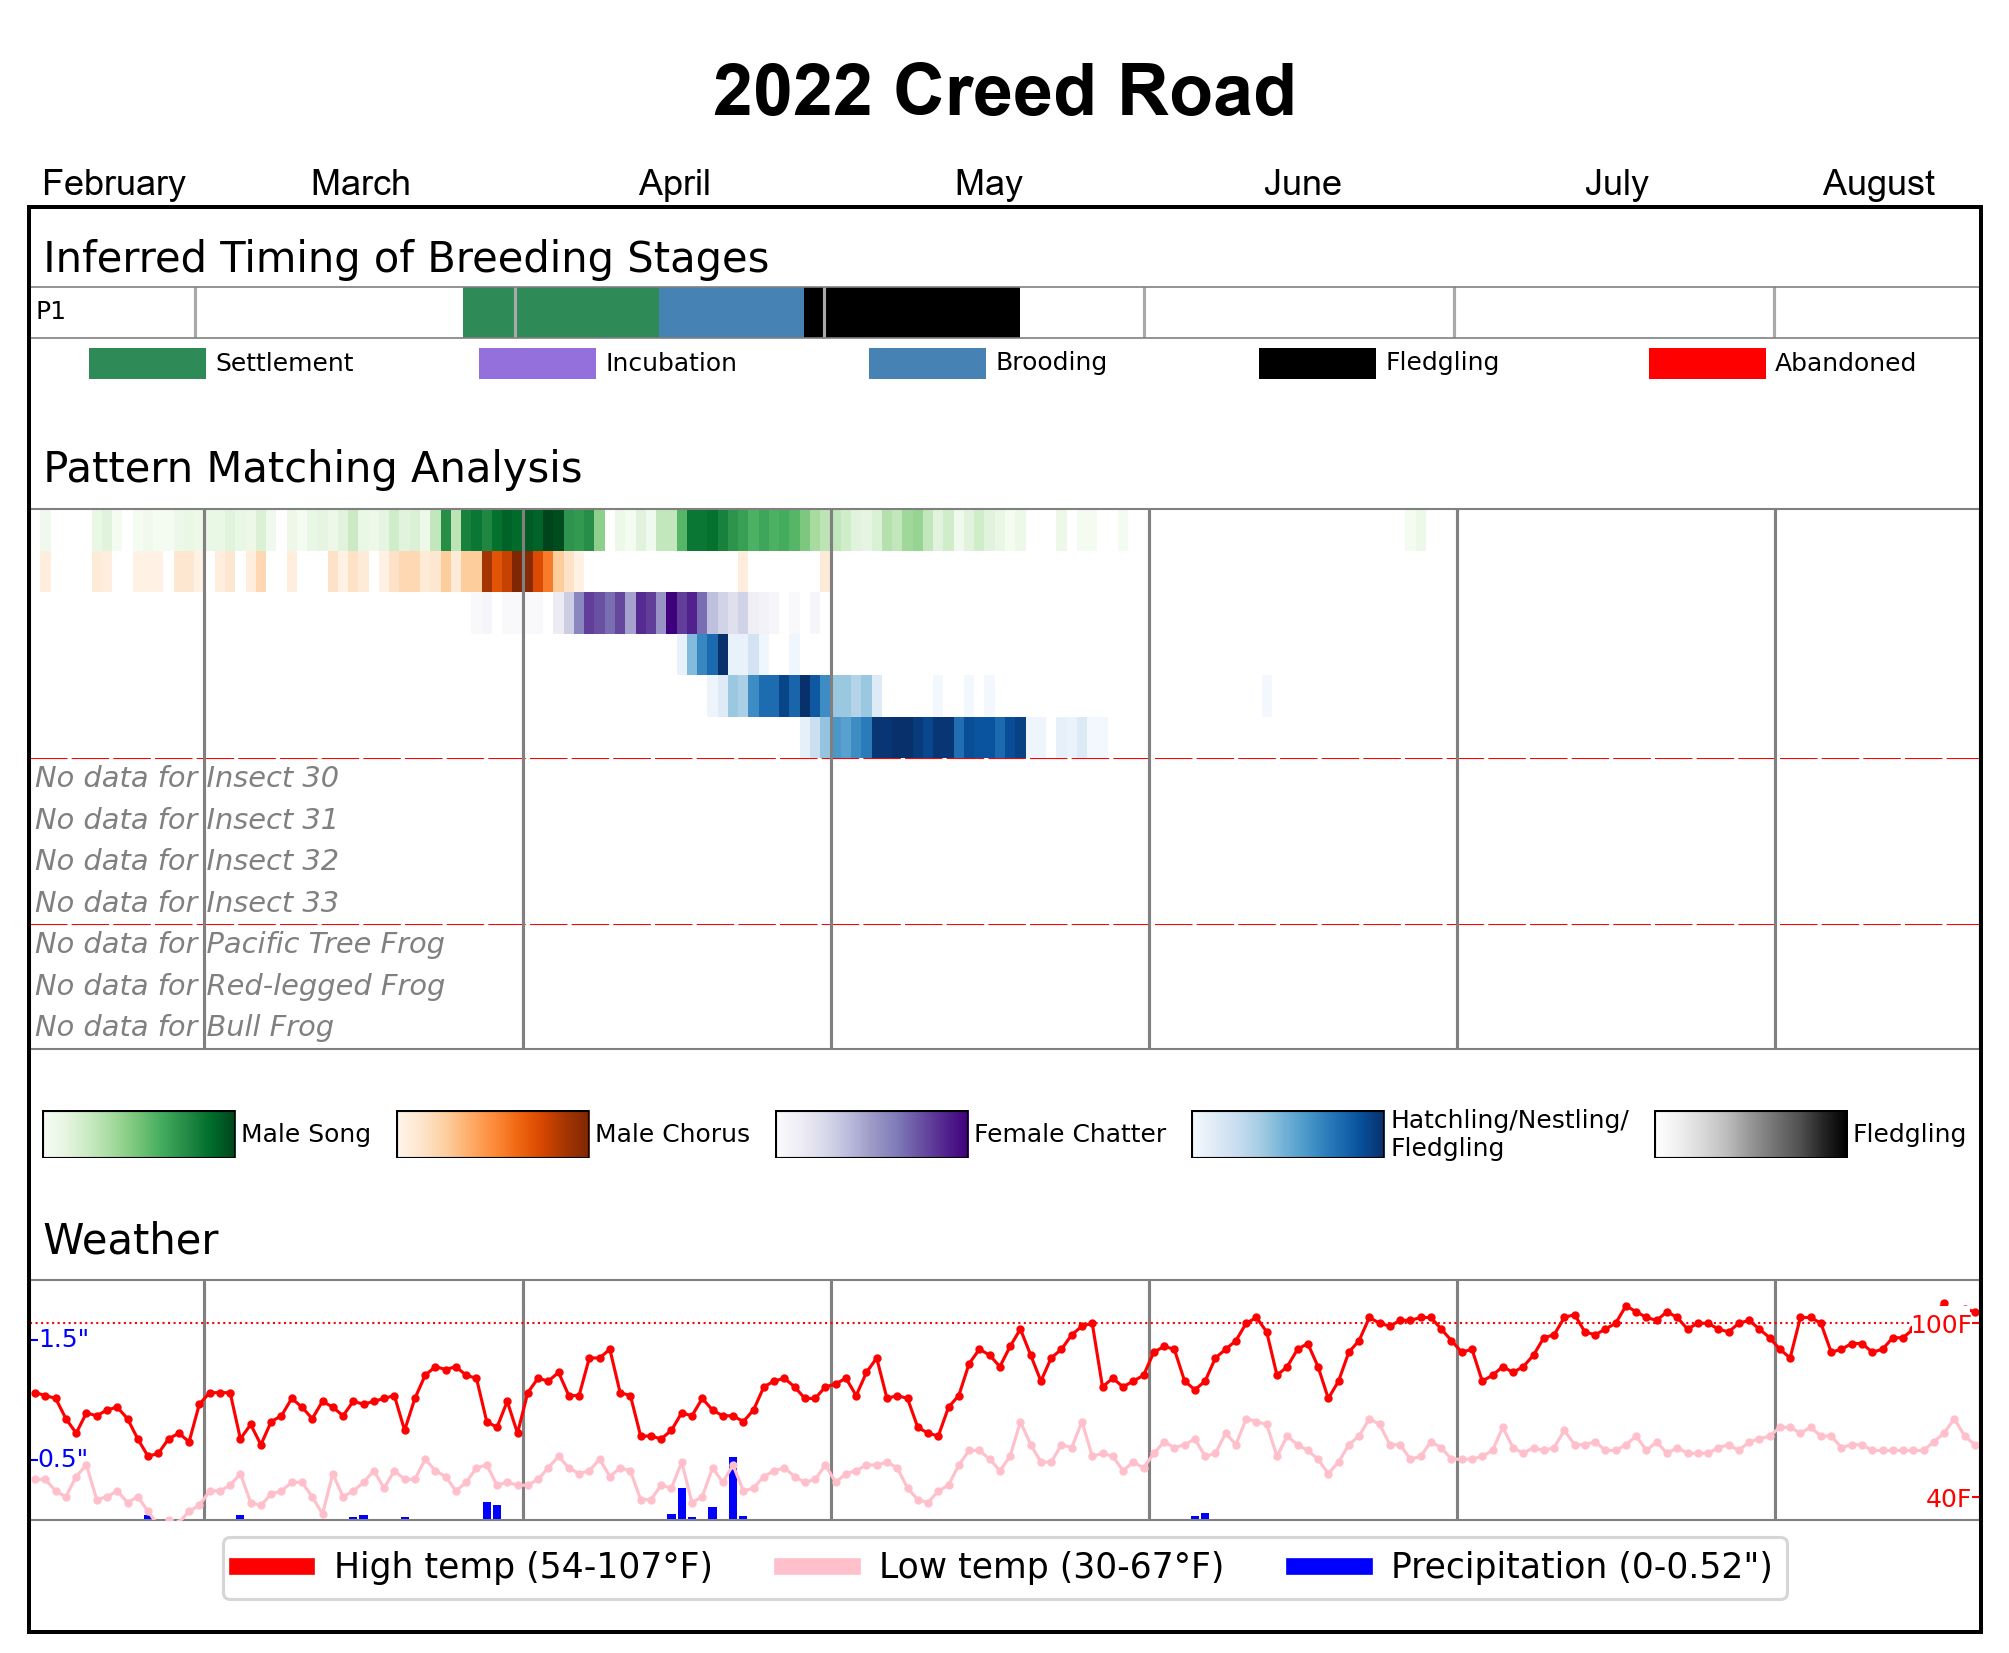 2022 Creed Road
February March April May June July August
Inferred Timing of Breeding Stages
P1
Settlement Incubation Brooding Fledgling Abandoned
Pattern Matching Analysis
No data for Insect 30
No data for Insect 31
No data for Insect 32
No data for Insect 33
No data for Pacific Tree Frog
No data for Red-legged Frog
No data for Bull Frog
Male Song Male Chorus Female Chatter Hatchling/Nestling/
Fledgling Fledgling
Weather
1.5" 100F
0.5"
40F
High temp (54-107°F) Low temp (30-67°F) Precipitation (0-0.52")